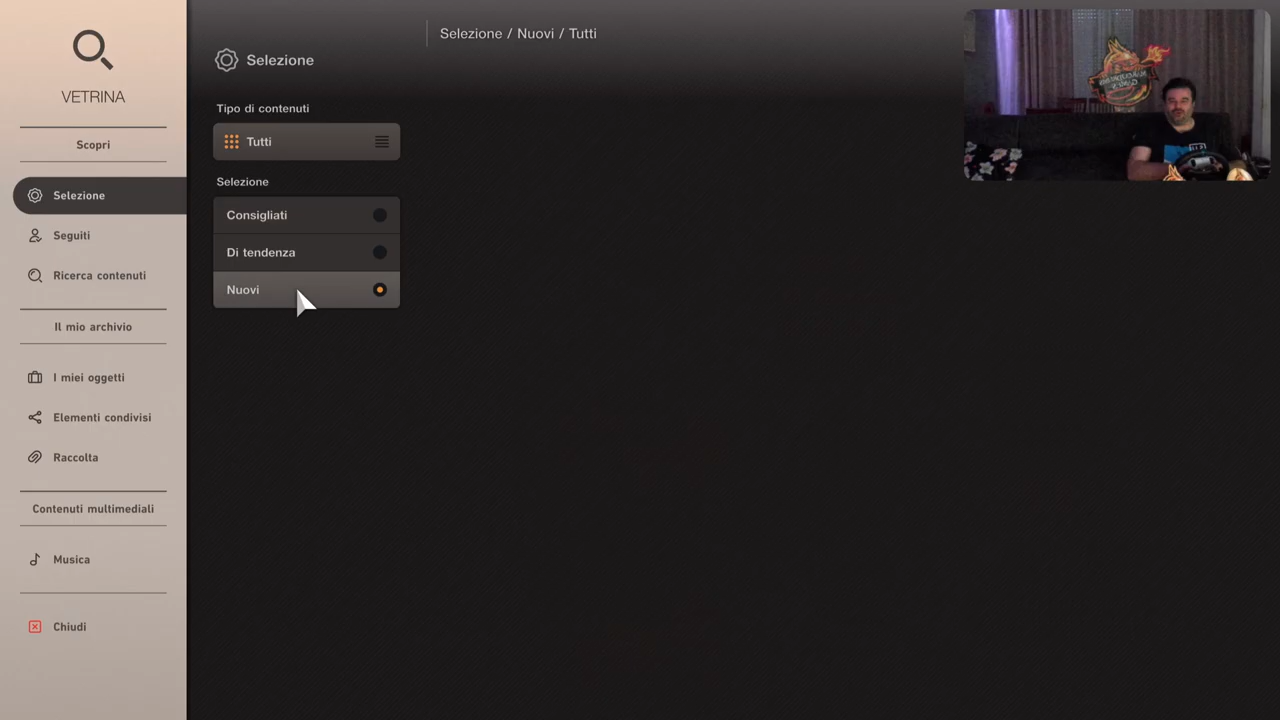 VETRINA
Scopri
Selezione
Seguiti
Ricerca contenuti
Il mio archivio
I miei oggetti
Elementi condivisi
Raccolta
Contenuti multimediali
Musica
Chiudi
Selezione
Tipo di contenuti
Tutti
Selezione
Consigliati
Di tendenza
Nuovi
Selezione / Nuovi / Tutti